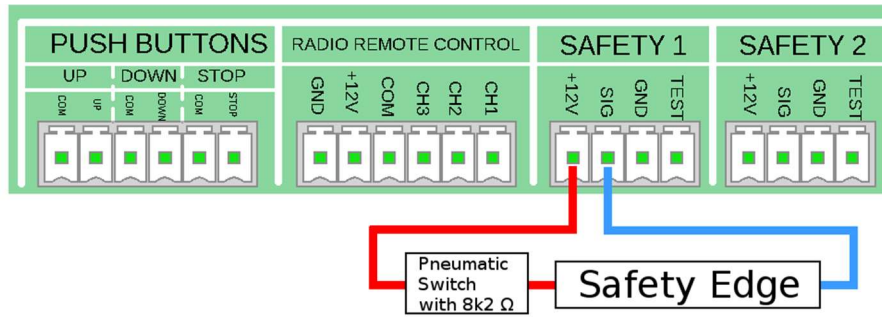 PUSH BUTTONS
UP DOWN STOP
COM UP COM DOWN COM STOP
RADIO REMOTE CONTROL
GND +12V COM CH3 CH2 CH1
SAFETY 1
+12V SIG GND TEST
SAFETY 2
+12V SIG GND TEST
Pneumatic
Switch
with 8k2 Ω
Safety Edge